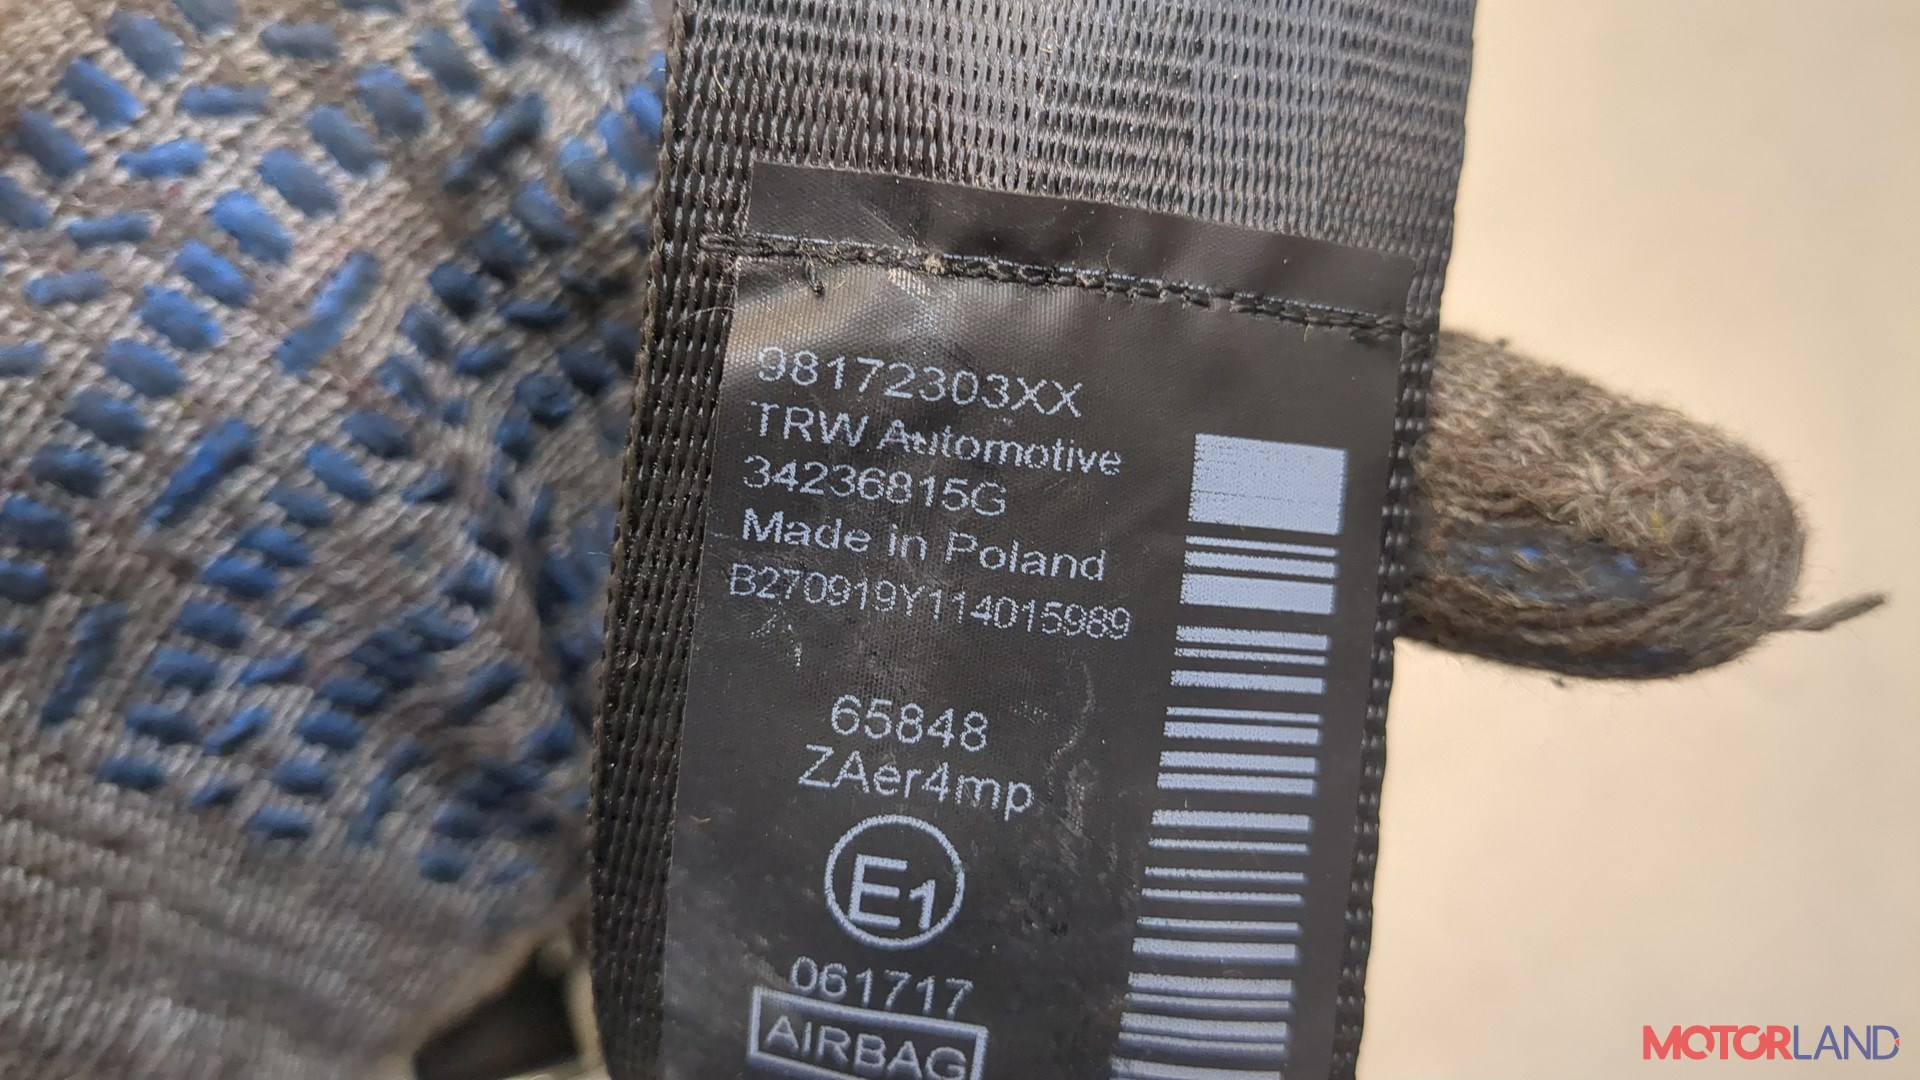 98172303XX
TRW Automotive
34236815G
Made in Poland
B270919Y114015989
65848
ZAer4mp
E1
061717
AIRBAG
MOTORLAND